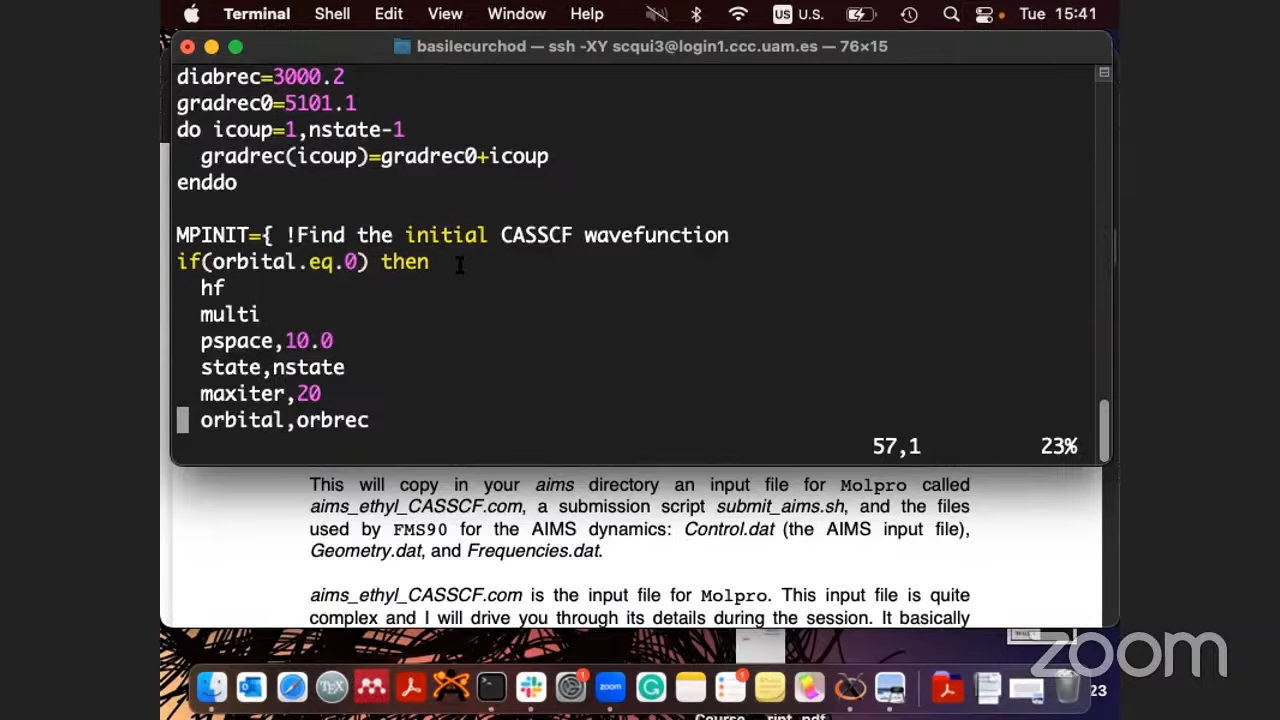 Terminal Shell Edit View Window Help US U.S. Tue 15:41
basilecurchod — ssh -XY scqui3@login1.ccc.uam.es — 76×15
diabrec=3000.2
gradrec0=5101.1
do icoup=1,nstate-1
gradrec(icoup)=gradrec0+icoup
enddo
MPINIT={ !Find the initial CASSCF wavefunction
if(orbital.eq.0) then
hf
multi
pspace,10.0
state,nstate
maxiter,20
orbital,orbrec
57,1 23%
This will copy in your aims directory an input file for Molpro called
aims_ethyl_CASSCF.com, a submission script submit_aims.sh, and the files
used by FMS90 for the AIMS dynamics: Control.dat (the AIMS input file),
Geometry.dat, and Frequencies.dat.
aims_ethyl_CASSCF.com is the input file for Molpro. This input file is quite
complex and I will drive you through its details during the session. It basically
zoom
TEX
1
zoom
1
23